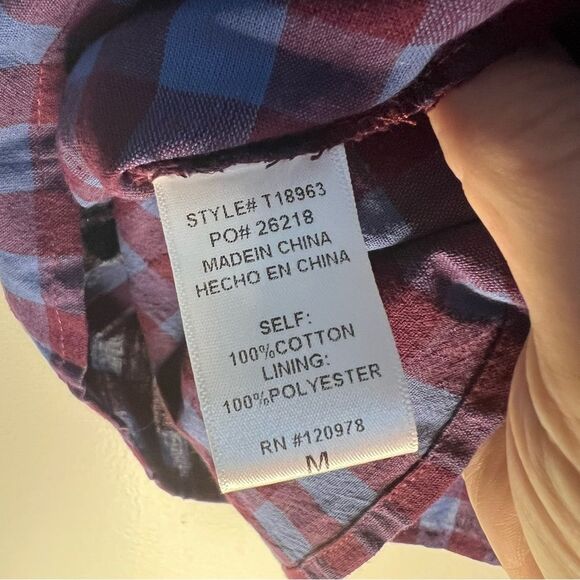 STYLE# T18963
PO# 26218
MADEIN CHINA
HECHO EN CHINA
SELF:
100%COTTON
LINING:
100%POLYESTER
RN #120978
M